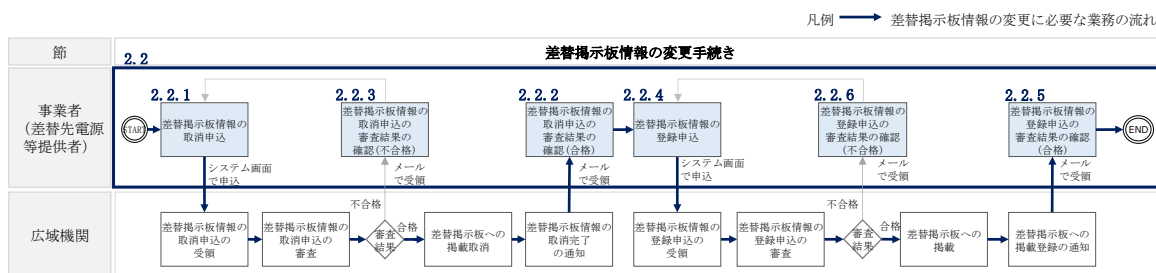 凡例 差替掲示板情報の変更に必要な業務の流れ
節
2.2
差替掲示板情報の変更手続き
事業者
（差替先電源
等提供者）
START
2.2.1
差替掲示板情報の
取消申込
2.2.3
差替掲示板情報の
取消申込の
審査結果の
確認(不合格)
2.2.2
差替掲示板情報の
取消申込の
審査結果の
確認(合格)
2.2.4
差替掲示板情報の
登録申込
2.2.6
差替掲示板情報の
登録申込の
審査結果の確認
(不合格)
2.2.5
差替掲示板情報の
登録申込の
審査結果の確認
(合格)
END
システム画面
で申込
メール
で受領
メール
で受領
システム画面
で申込
メール
で受領
メール
で受領
広域機関
差替掲示板情報の
取消申込の
受領
差替掲示板情報の
取消申込の
審査
不合格
審査
結果
合格
差替掲示板への
掲載取消
差替掲示板情報の
取消完了
の通知
差替掲示板情報の
登録申込の
受領
差替掲示板情報の
登録申込の
審査
不合格
審査
結果
合格
差替掲示板への
掲載
差替掲示板への
掲載登録の通知